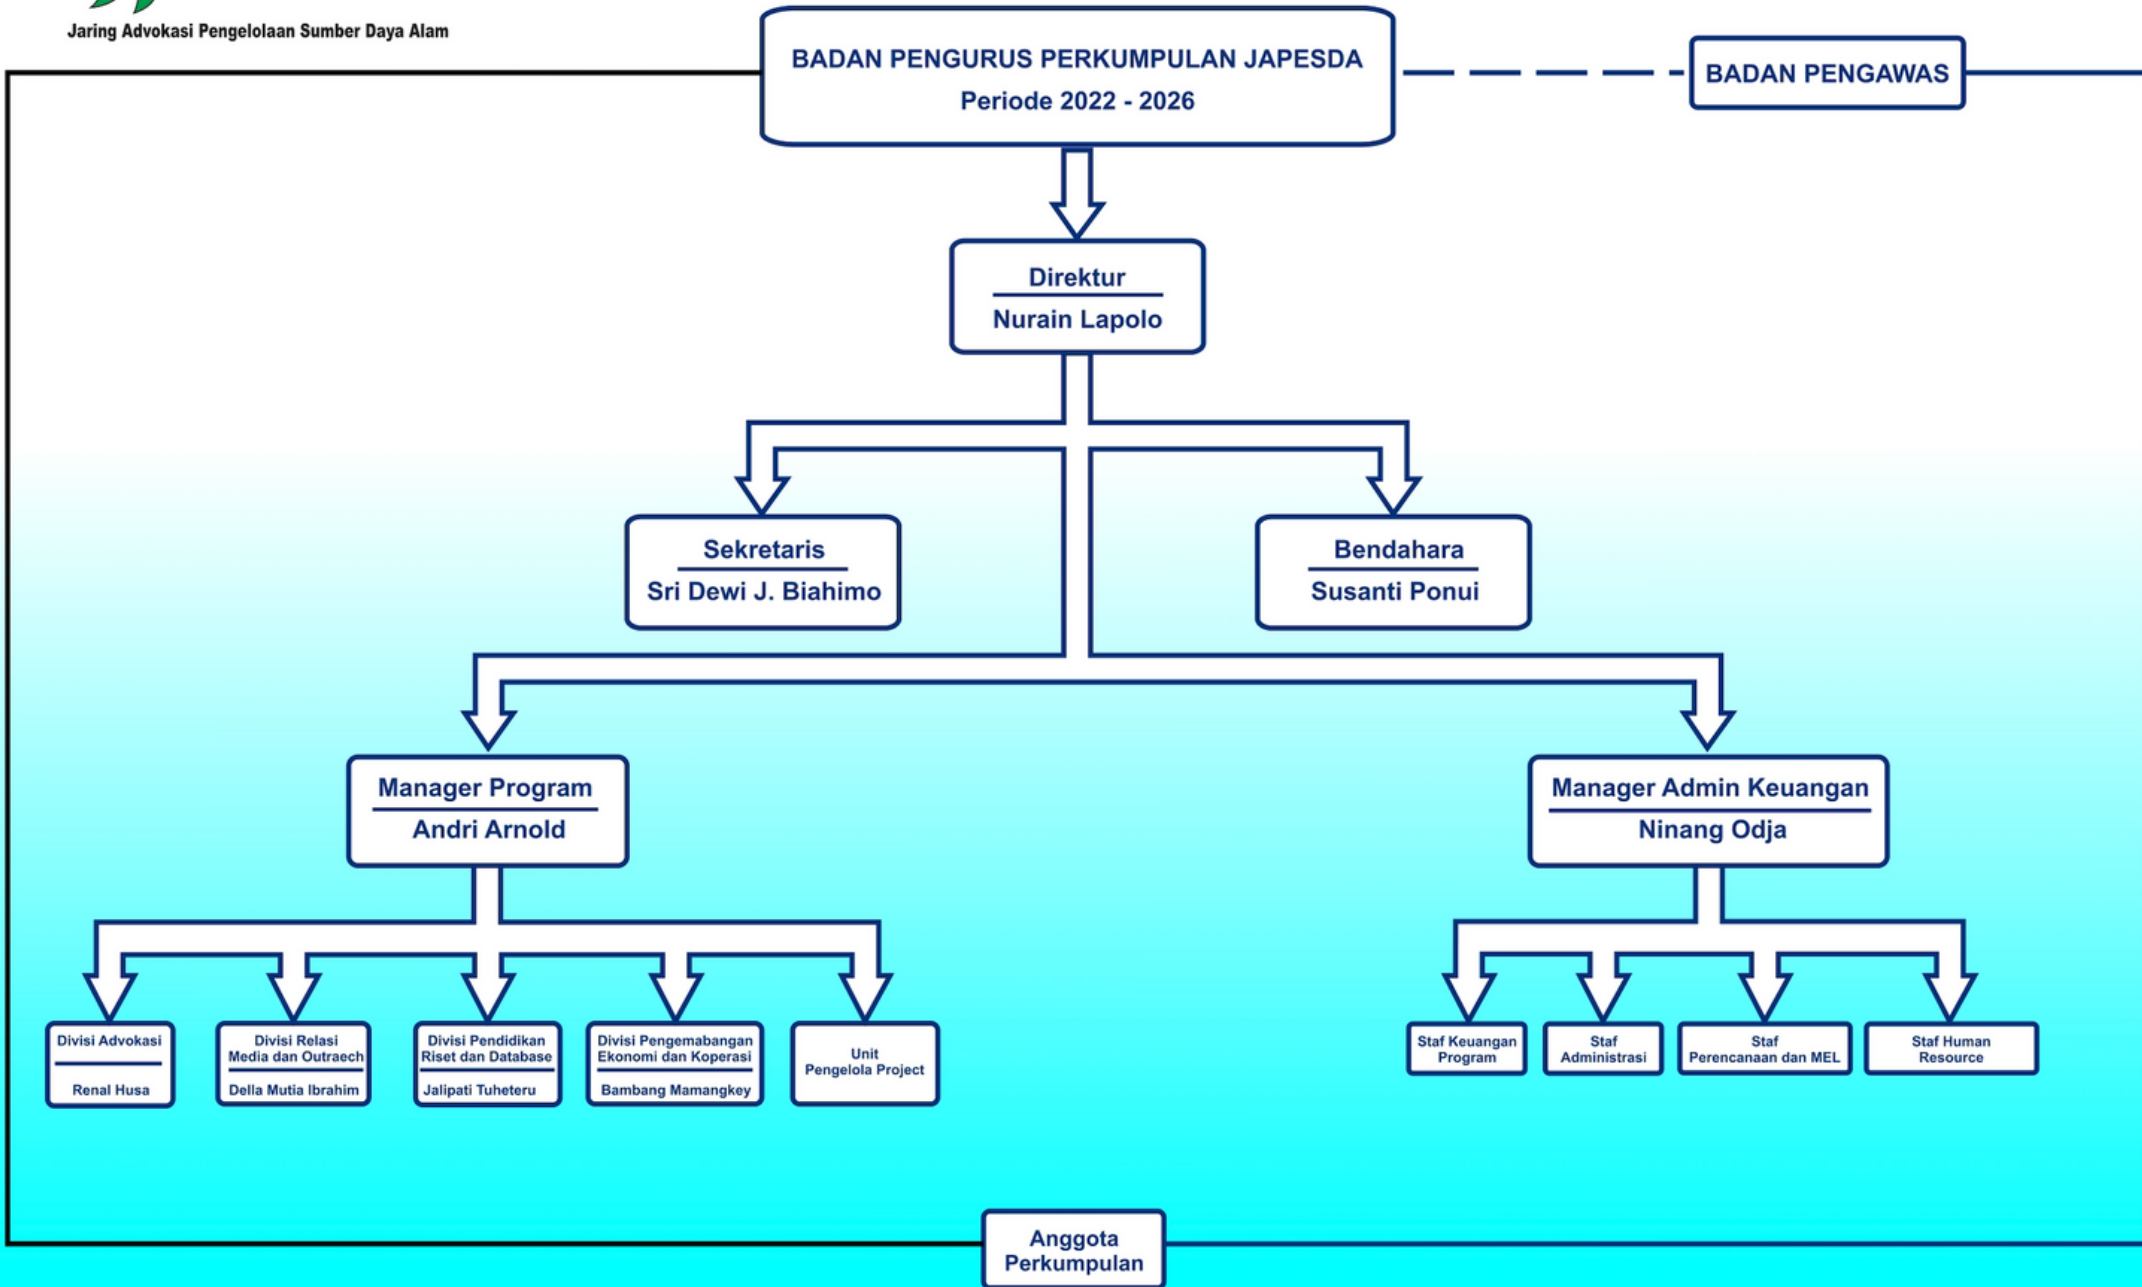 Jaring Advokasi Pengelolaan Sumber Daya Alam
BADAN PENGURUS PERKUMPULAN JAPESDA
Periode 2022 - 2026
BADAN PENGAWAS
Direktur
Nurain Lapolo
Sekretaris
Sri Dewi J. Biahimo
Bendahara
Susanti Ponui
Manager Program
Andri Arnold
Manager Admin Keuangan
Ninang Odja
Divisi Advokasi
Renal Husa
Divisi Relasi
Media dan Outraech
Della Mutia Ibrahim
Divisi Pendidikan
Riset dan Database
Jalipati Tuheteru
Divisi Pengemabangan
Ekonomi dan Koperasi
Bambang Mamangkey
Unit
Pengelola Project
Staf Keuangan
Program
Staf
Administrasi
Staf
Perencanaan dan MEL
Staf Human
Resource
Anggota
Perkumpulan